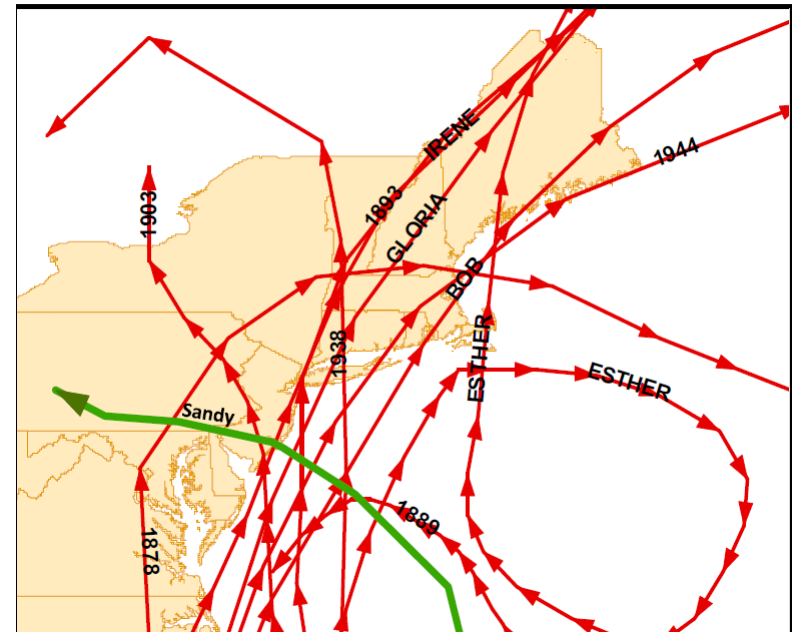 IRENE
1944
1893
1903
GLORIA
BOB
1938
ESTHER
ESTHER
Sandy
1889
1878